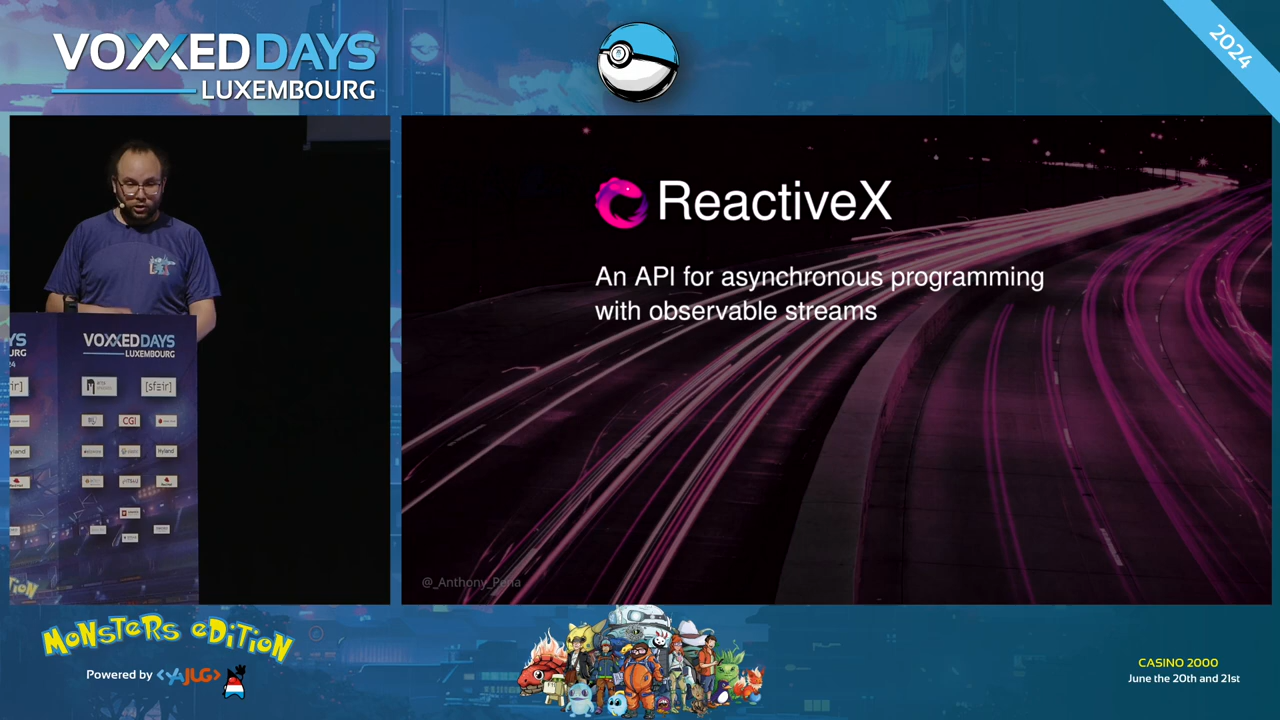 VOXXEDDAYS
LUXEMBOURG
2024
ReactiveX
An API for asynchronous programming
with observable streams
@_Anthony_Pena
VOXXEDDAYS
LUXEMBOURG
[sfeir]
CGI
Hyland
MONSTERS EDITION
Powered by <YAJUG>
CASINO 2000
June the 20th and 21st